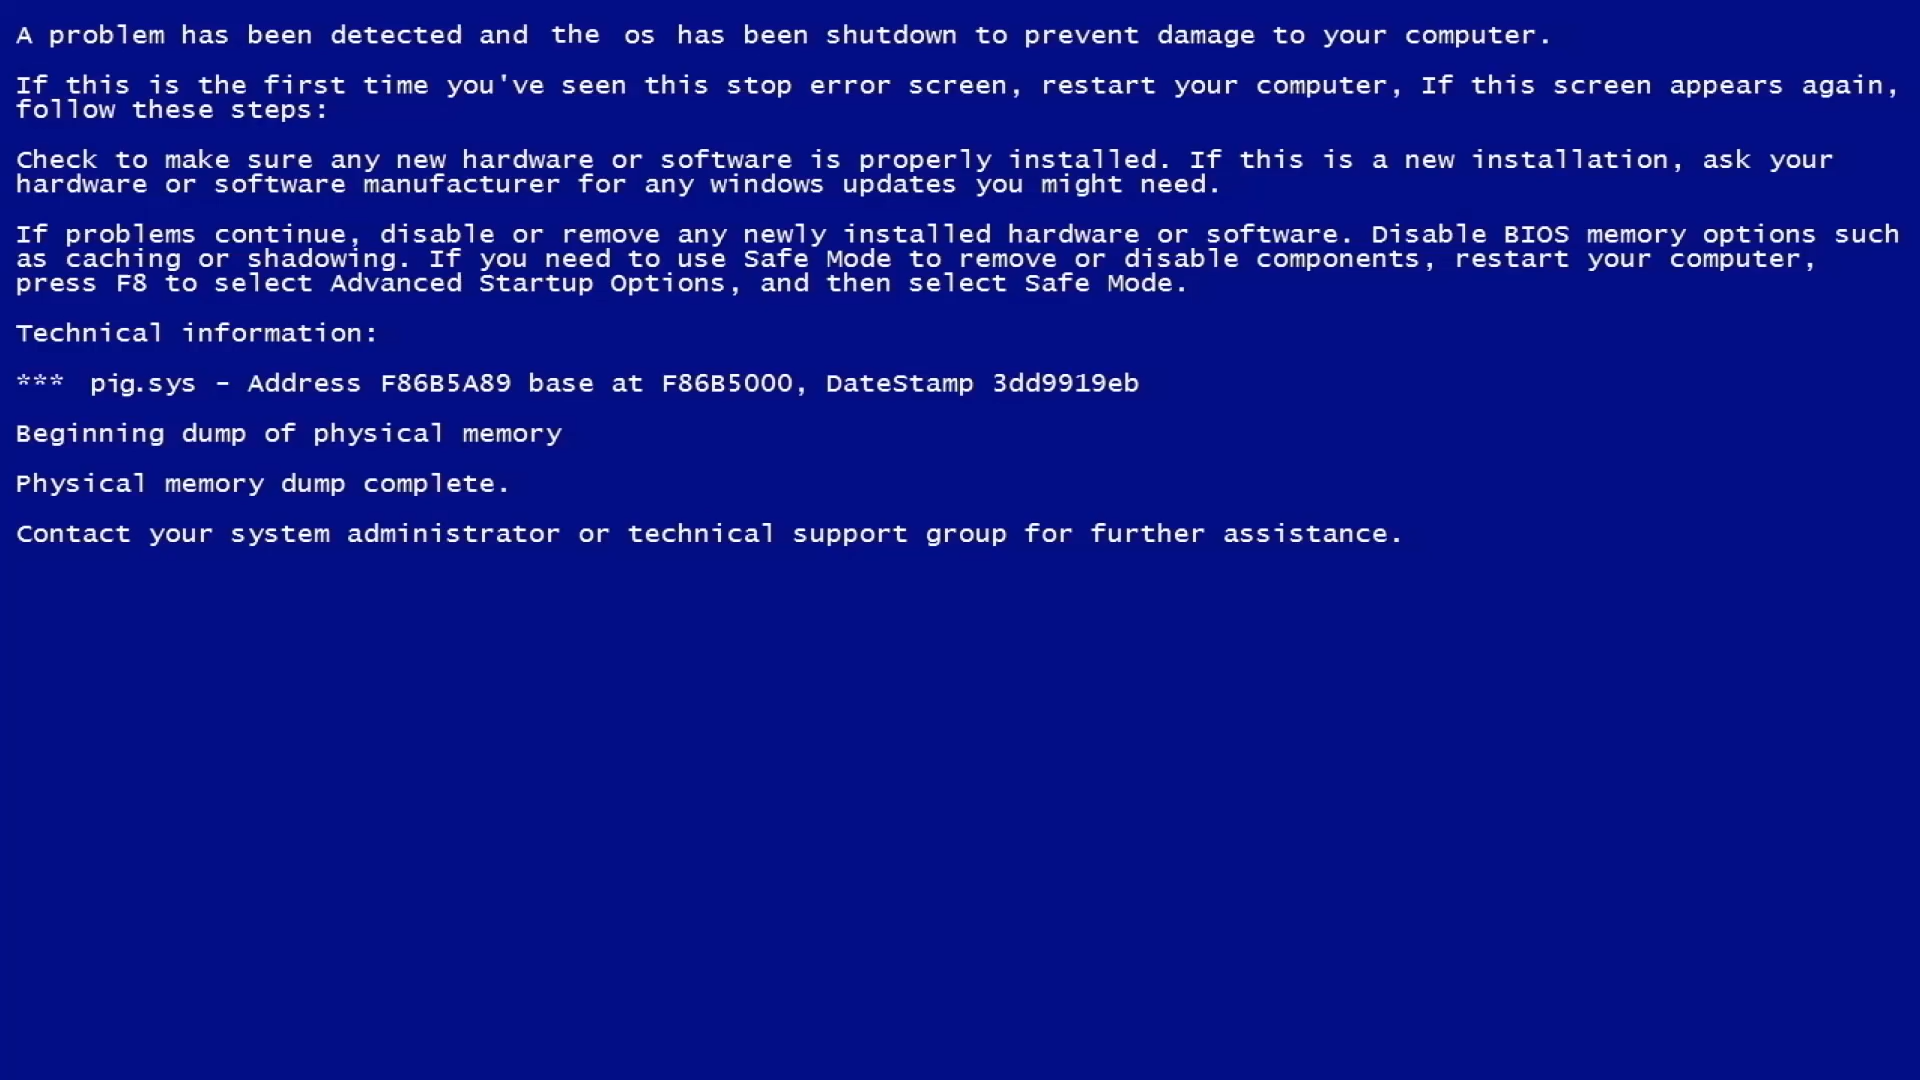 A problem has been detected and the os has been shutdown to prevent damage to your computer.
If this is the first time you've seen this stop error screen, restart your computer, If this screen appears again,
follow these steps:
Check to make sure any new hardware or software is properly installed. If this is a new installation, ask your
hardware or software manufacturer for any windows updates you might need.
If problems continue, disable or remove any newly installed hardware or software. Disable BIOS memory options such
as caching or shadowing. If you need to use Safe Mode to remove or disable components, restart your computer,
press F8 to select Advanced Startup Options, and then select Safe Mode.
Technical information:
*** pig.sys - Address F86B5A89 base at F86B5000, DateStamp 3dd9919eb
Beginning dump of physical memory
Physical memory dump complete.
Contact your system administrator or technical support group for further assistance.